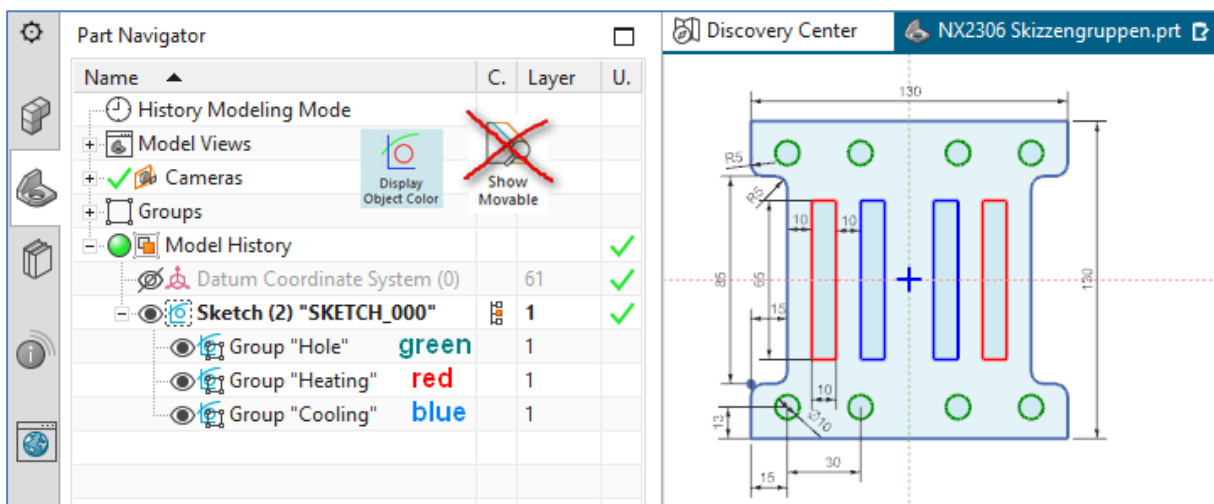 Part Navigator
Discovery Center
NX2306 Skizzengruppen.prt
Name C. Layer U.
History Modeling Mode
Model Views
Cameras
Groups
Display
Object Color
Show
Movable
Model History
Datum Coordinate System (0) 61
Sketch (2) "SKETCH_000" 1
Group "Hole" green 1
Group "Heating" red 1
Group "Cooling" blue 1
130
R5
R5
10 10
85
65
130
15
10
13
Ø10
30
15